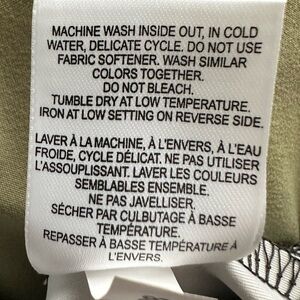 MACHINE WASH INSIDE OUT, IN COLD
WATER, DELICATE CYCLE. DO NOT USE
FABRIC SOFTENER. WASH SIMILAR
COLORS TOGETHER.
DO NOT BLEACH.
TUMBLE DRY AT LOW TEMPERATURE.
IRON AT LOW SETTING ON REVERSE SIDE.
LAVER À LA MACHINE, À L'ENVERS, À L'EAU
FROIDE, CYCLE DÉLICAT. NE PAS UTILISER
L'ASSOUPLISSANT. LAVER LES COULEURS
SEMBLABLES ENSEMBLE.
NE PAS JAVELLISER.
SÉCHER PAR CULBUTAGE À BASSE
TEMPÉRATURE.
REPASSER À BASSE TEMPÉRATURE À
L'ENVERS.